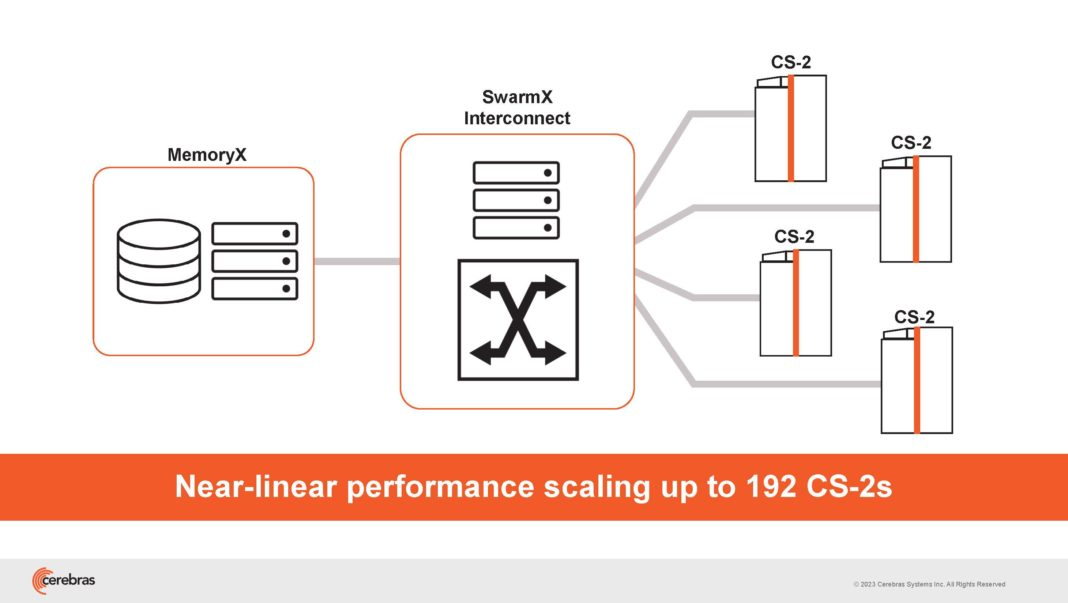 MemoryX
SwarmX
Interconnect
CS-2
CS-2
CS-2
CS-2
Near-linear performance scaling up to 192 CS-2s
cerebras
© 2023 Cerebras Systems Inc. All Rights Reserved